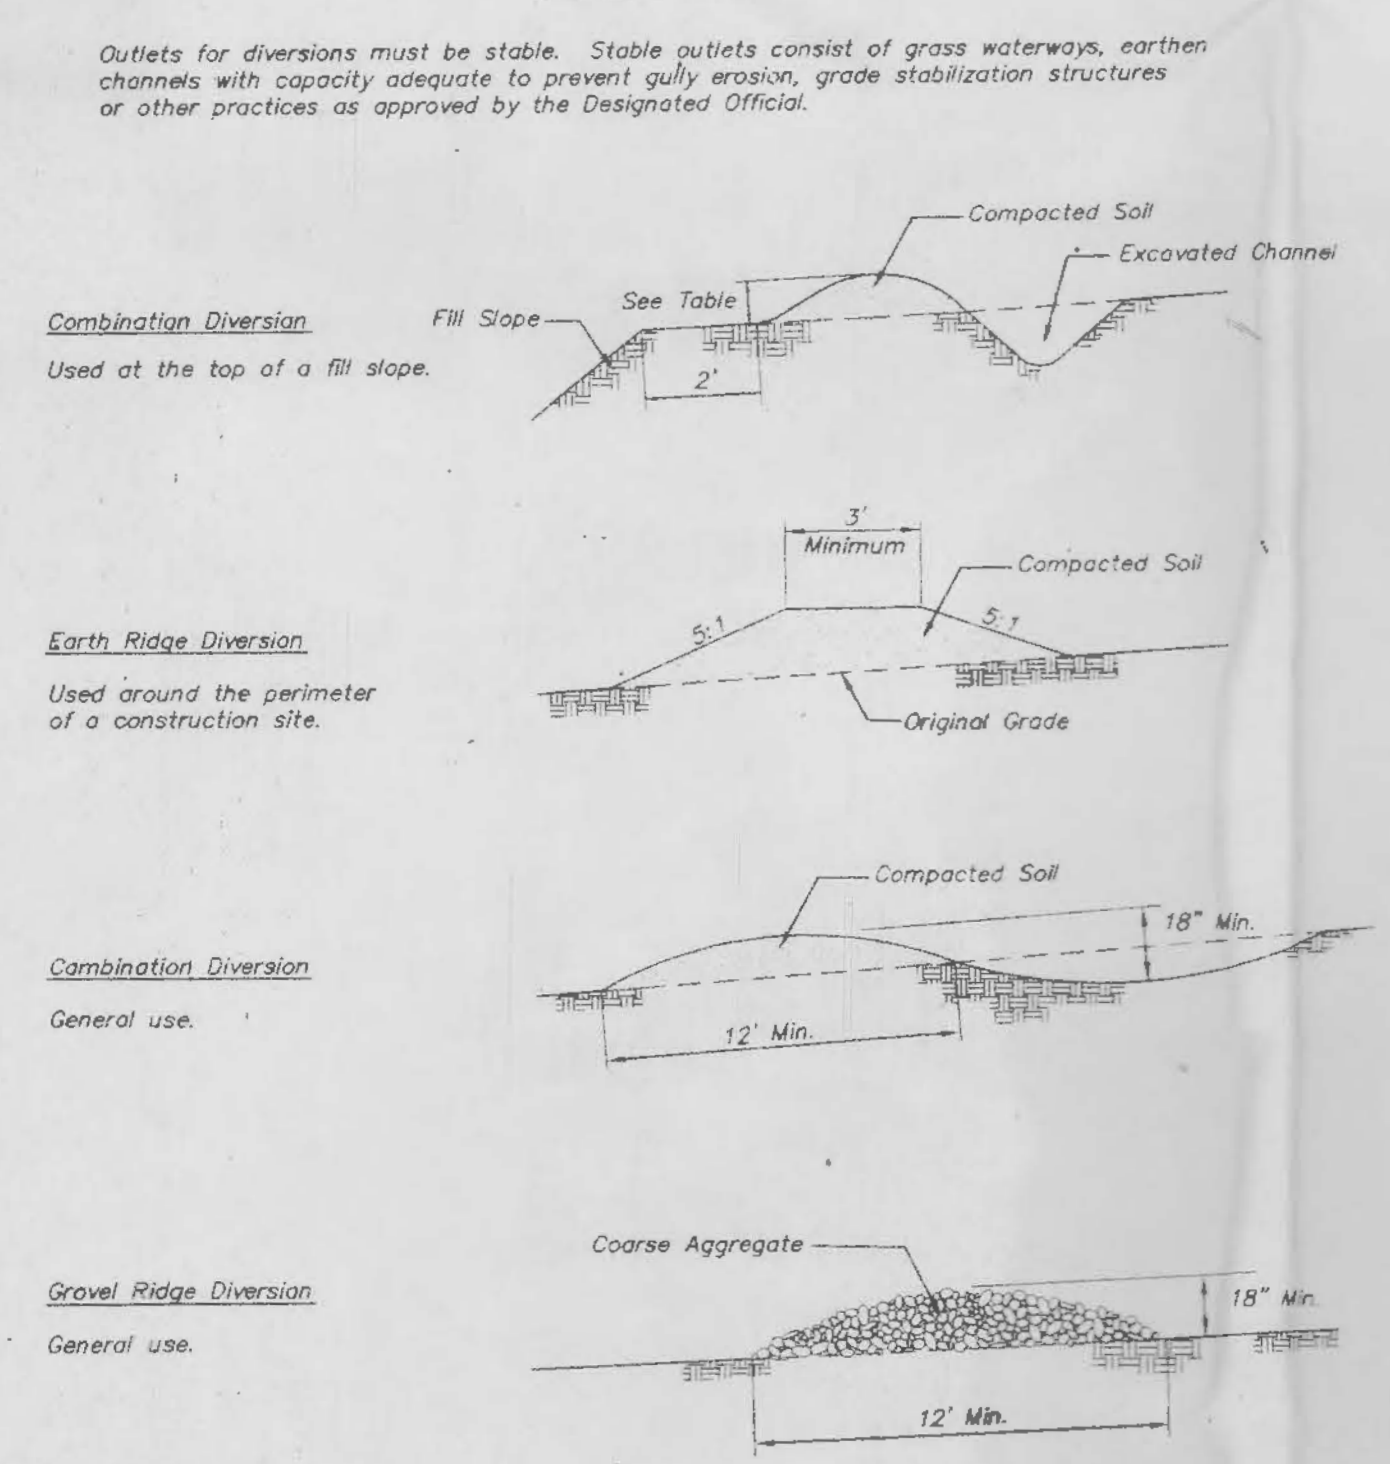 Outlets for diversions must be stable. Stable outlets consist of grass waterways, earthen
channels with capacity adequate to prevent gully erosion, grade stabilization structures
or other practices as approved by the Designated Official.
Compacted Soil
Excavated Channel
See Table
Fill Slope
Combination Diversion
Used at the top of a fill slope.
2'
3'
Minimum
Compacted Soil
5:1
5:1
Earth Ridge Diversion
Used around the perimeter
of a construction site.
Original Grade
Compacted Soil
18" Min.
Combination Diversion
General use.
12' Min.
Coarse Aggregate
Gravel Ridge Diversion
18" Min.
General use.
12' Min.